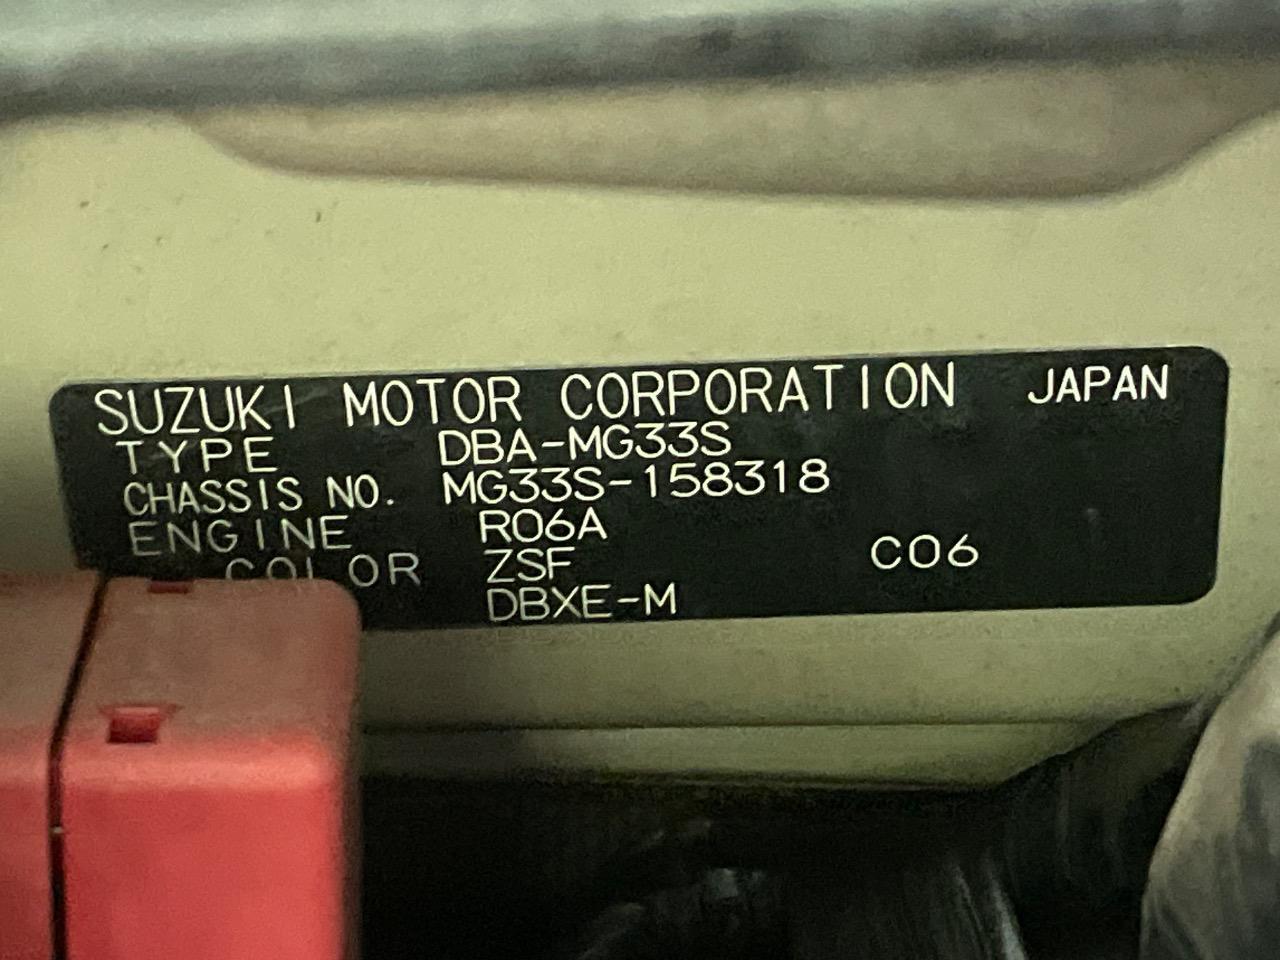 SUZUKI MOTOR CORPORATION JAPAN
TYPE DBA-MG33S
CHASSIS NO. MG33S-158318
ENGINE R06A
COLOR ZSF C06
DBXE-M